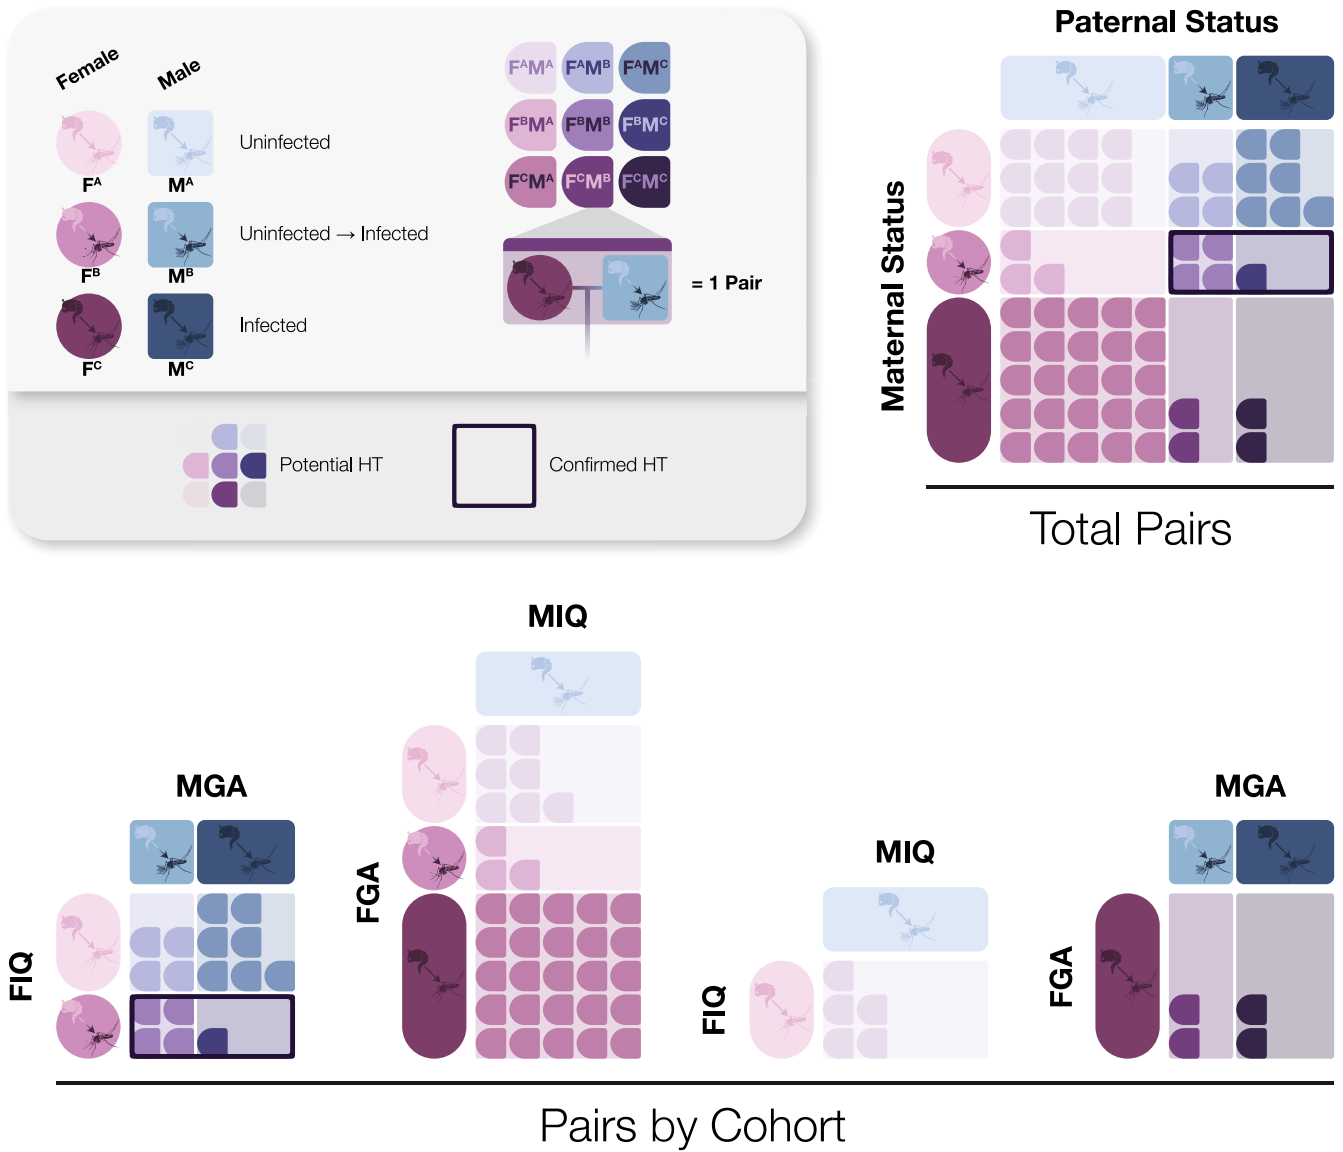 Female
Male
Uninfected
Fᴬ
Mᴬ
Uninfected → Infected
Fᴮ
Mᴮ
Infected
Fᶜ
Mᶜ
FᴬMᴬ FᴬMᴮ FᴬMᶜ
FᴮMᴬ FᴮMᴮ FᴮMᶜ
FᶜMᴬ FᶜMᴮ FᶜMᶜ
= 1 Pair
Potential HT
Confirmed HT
Paternal Status
Maternal Status
Total Pairs
MGA
FIQ
MIQ
FGA
MIQ
FIQ
MGA
FGA
Pairs by Cohort